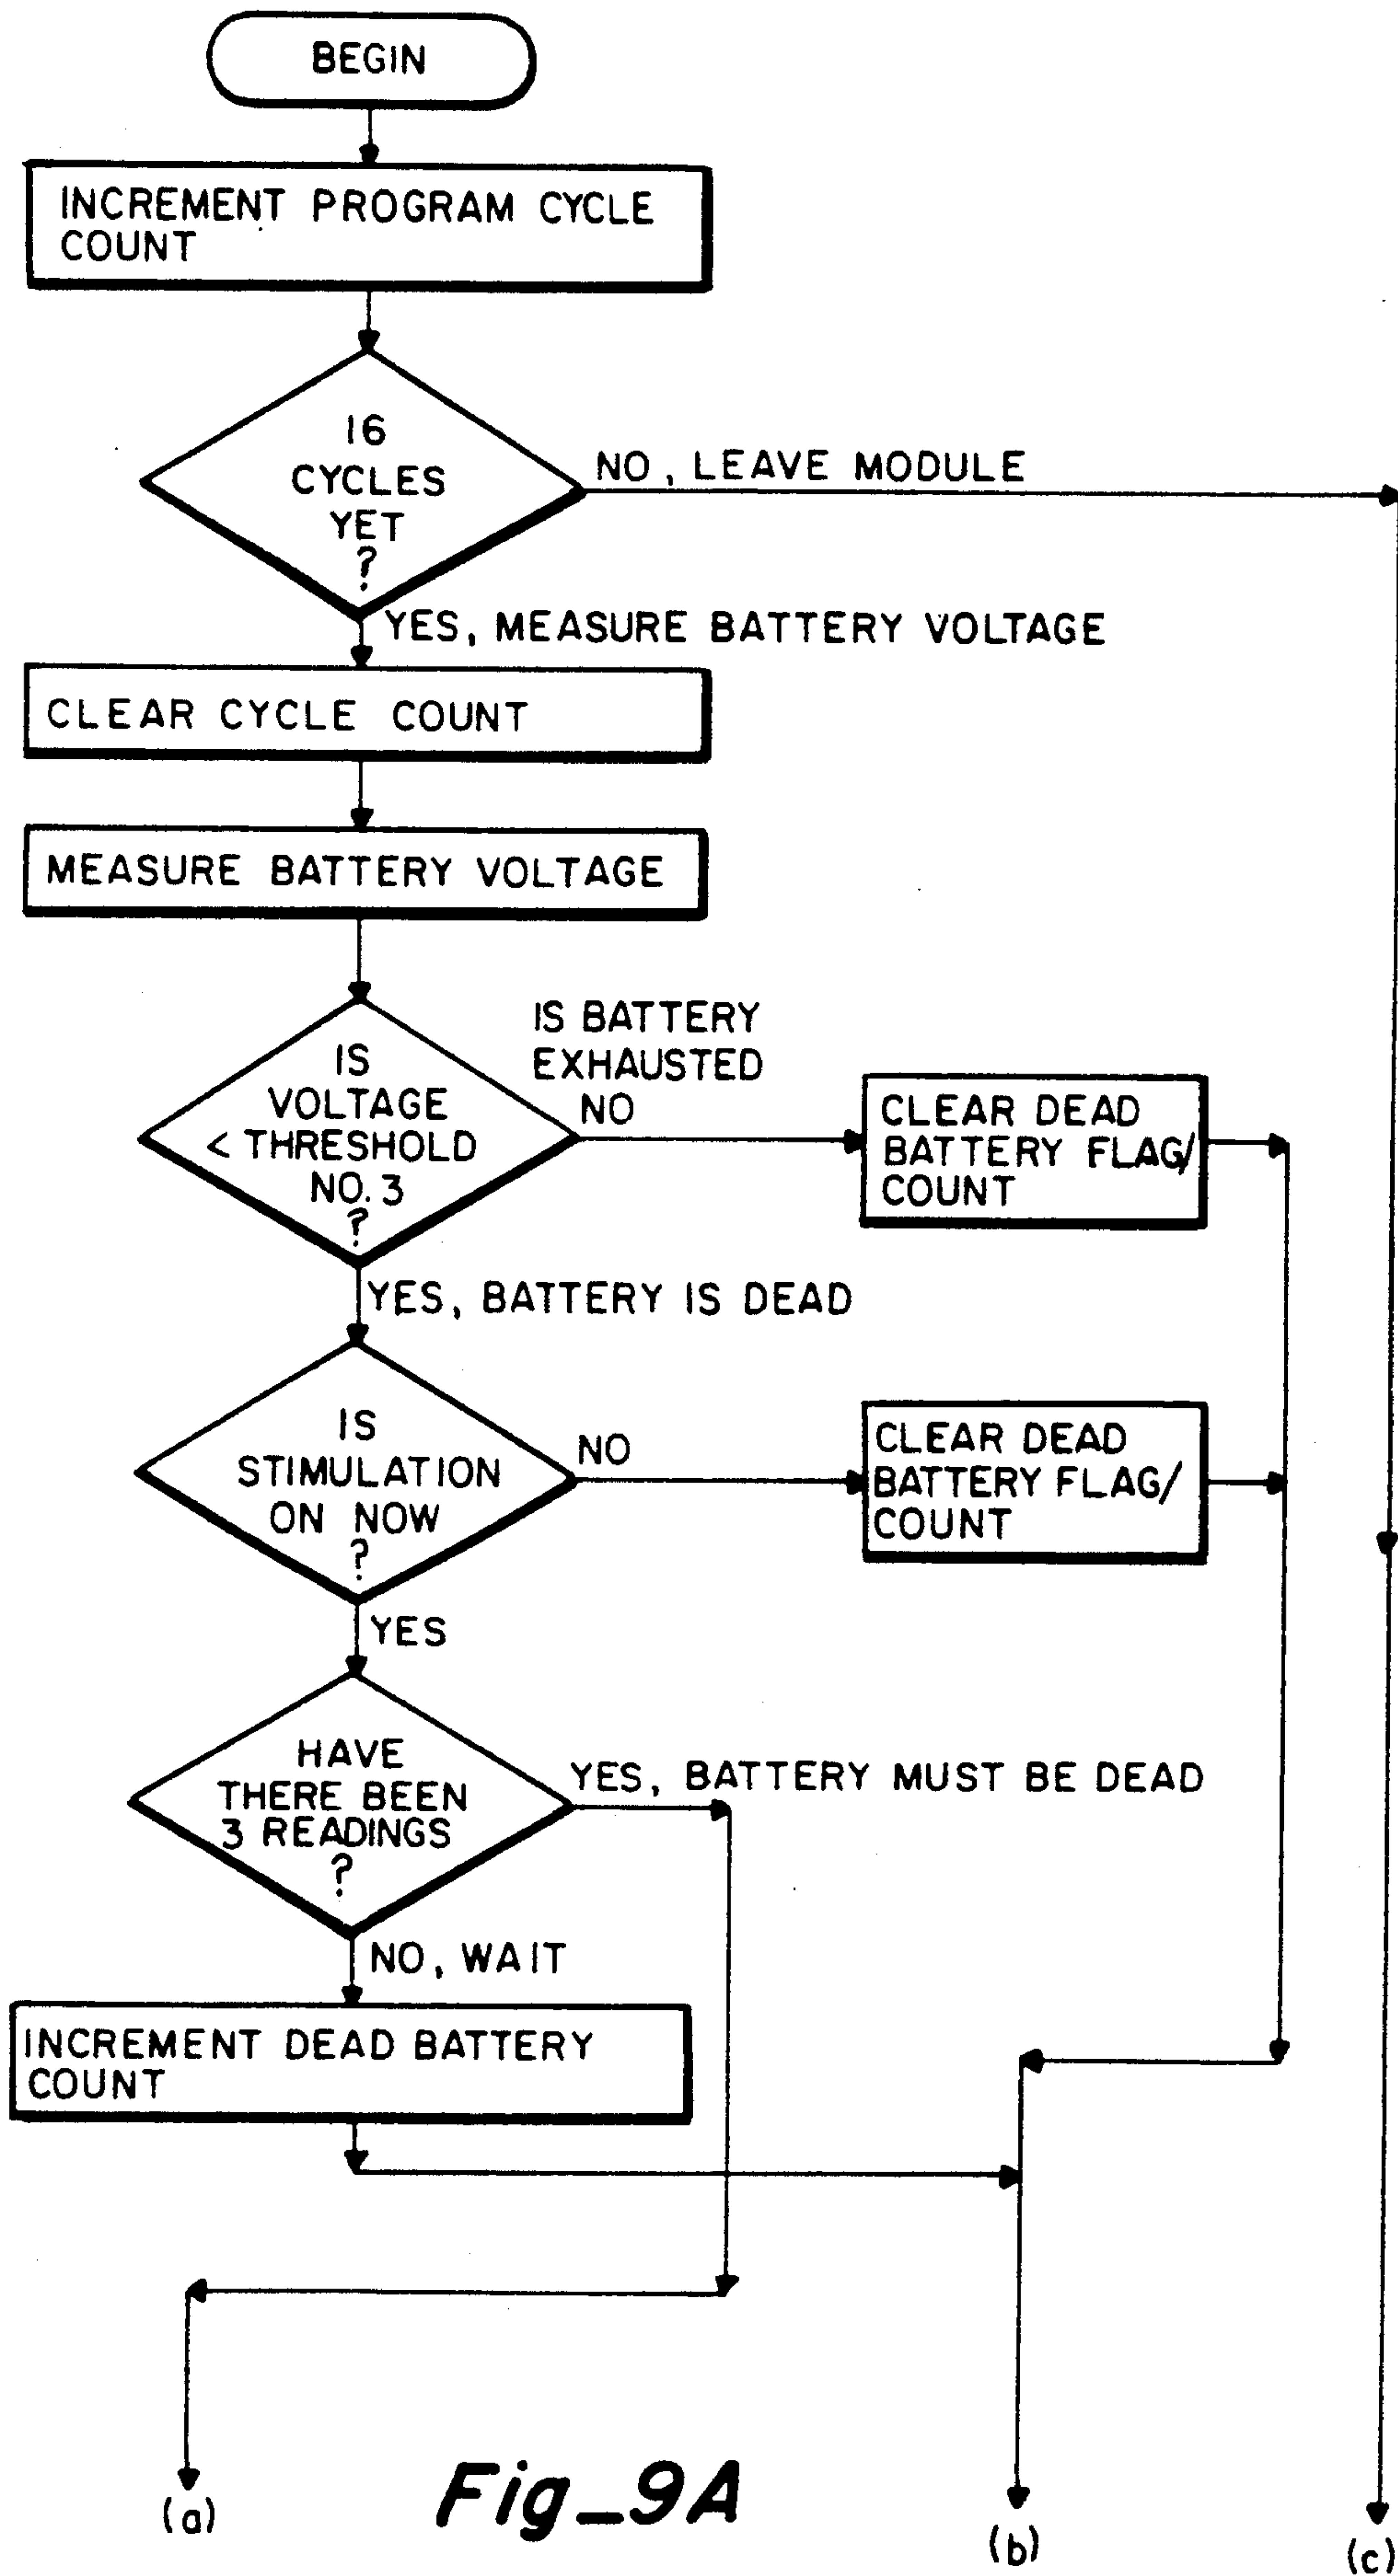 BEGIN
INCREMENT PROGRAM CYCLE
COUNT
16
CYCLES
YET
?
NO, LEAVE MODULE
YES, MEASURE BATTERY VOLTAGE
CLEAR CYCLE COUNT
MEASURE BATTERY VOLTAGE
IS
VOLTAGE
< THRESHOLD
NO. 3
?
IS BATTERY
EXHAUSTED
NO
CLEAR DEAD
BATTERY FLAG/
COUNT
YES, BATTERY IS DEAD
IS
STIMULATION
ON NOW
?
NO
CLEAR DEAD
BATTERY FLAG/
COUNT
YES
HAVE
THERE BEEN
3 READINGS
?
YES, BATTERY MUST BE DEAD
NO, WAIT
INCREMENT DEAD BATTERY
COUNT
(a)
Fig_9A
(b)
(c)